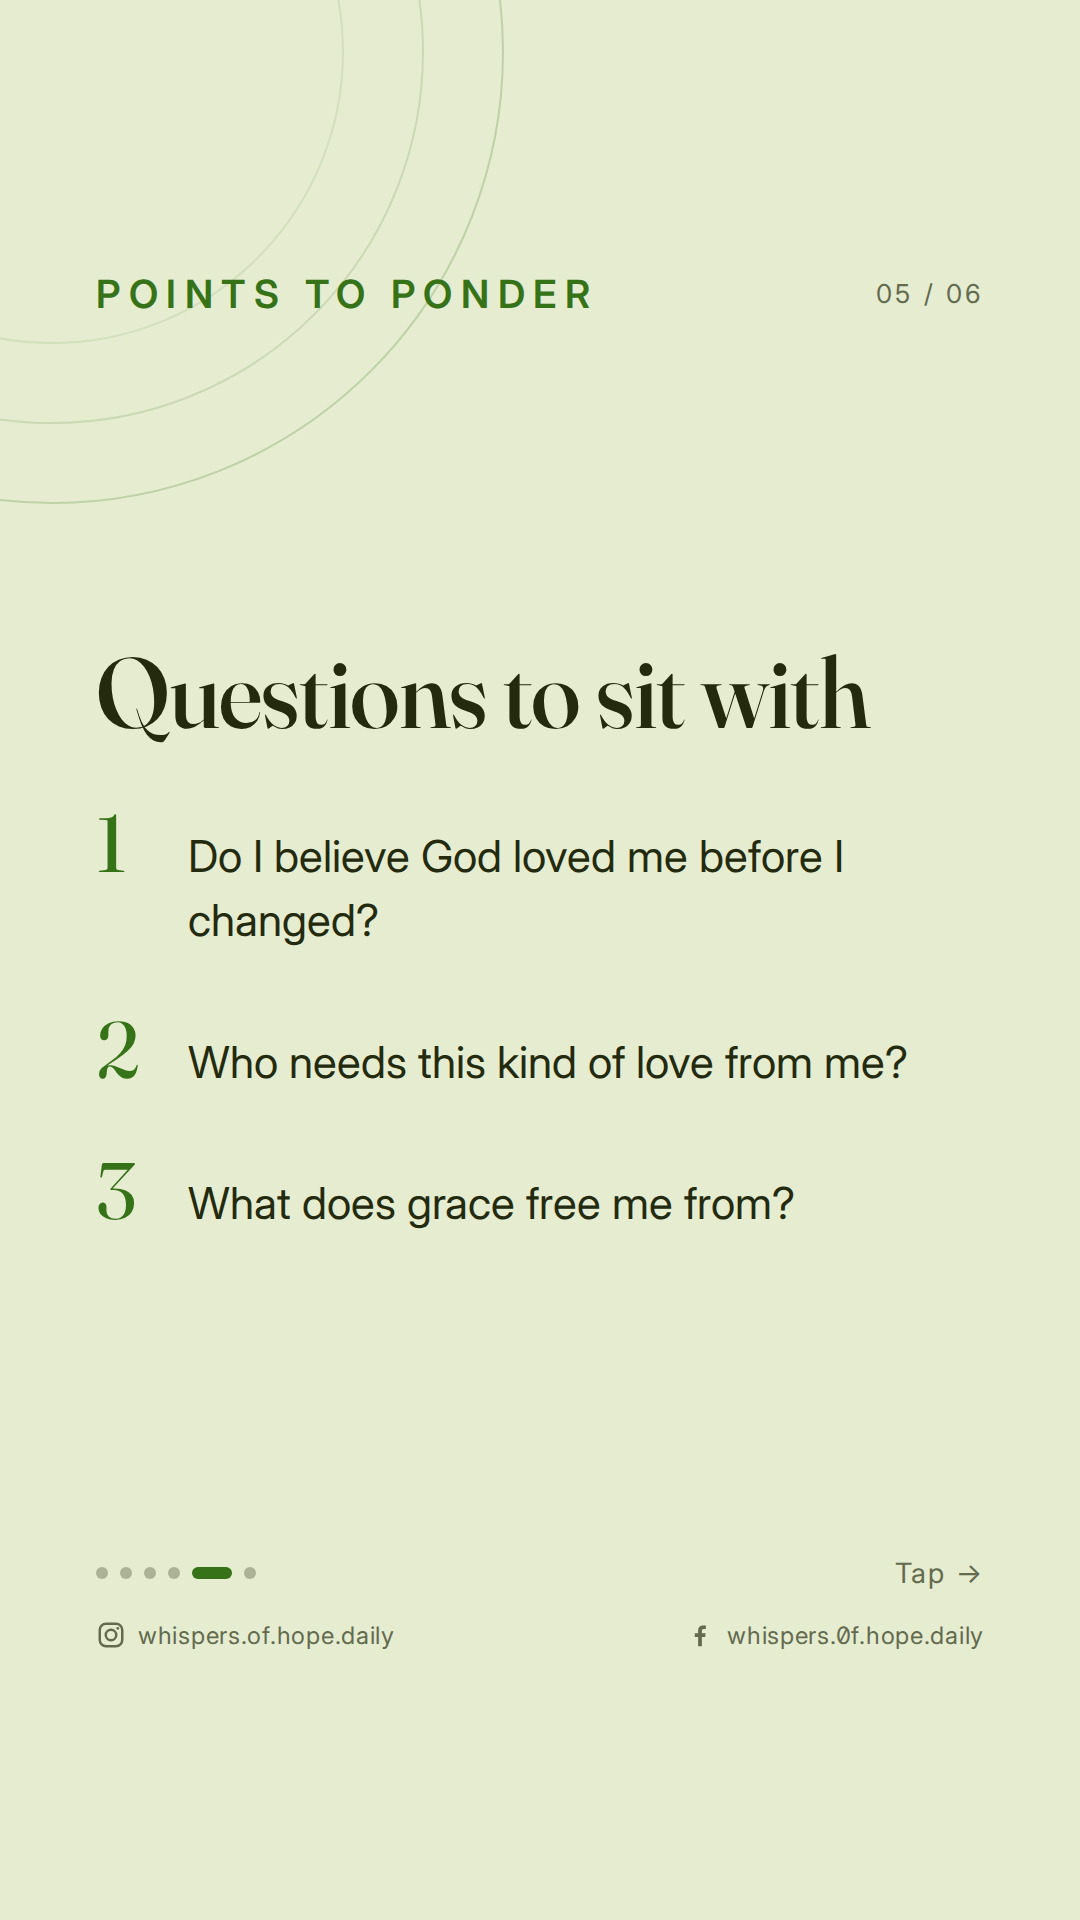 POINTS TO PONDER
05 / 06
Questions to sit with
1 Do I believe God loved me before I
changed?
2 Who needs this kind of love from me?
3 What does grace free me from?
Tap →
whispers.of.hope.daily
whispers.0f.hope.daily